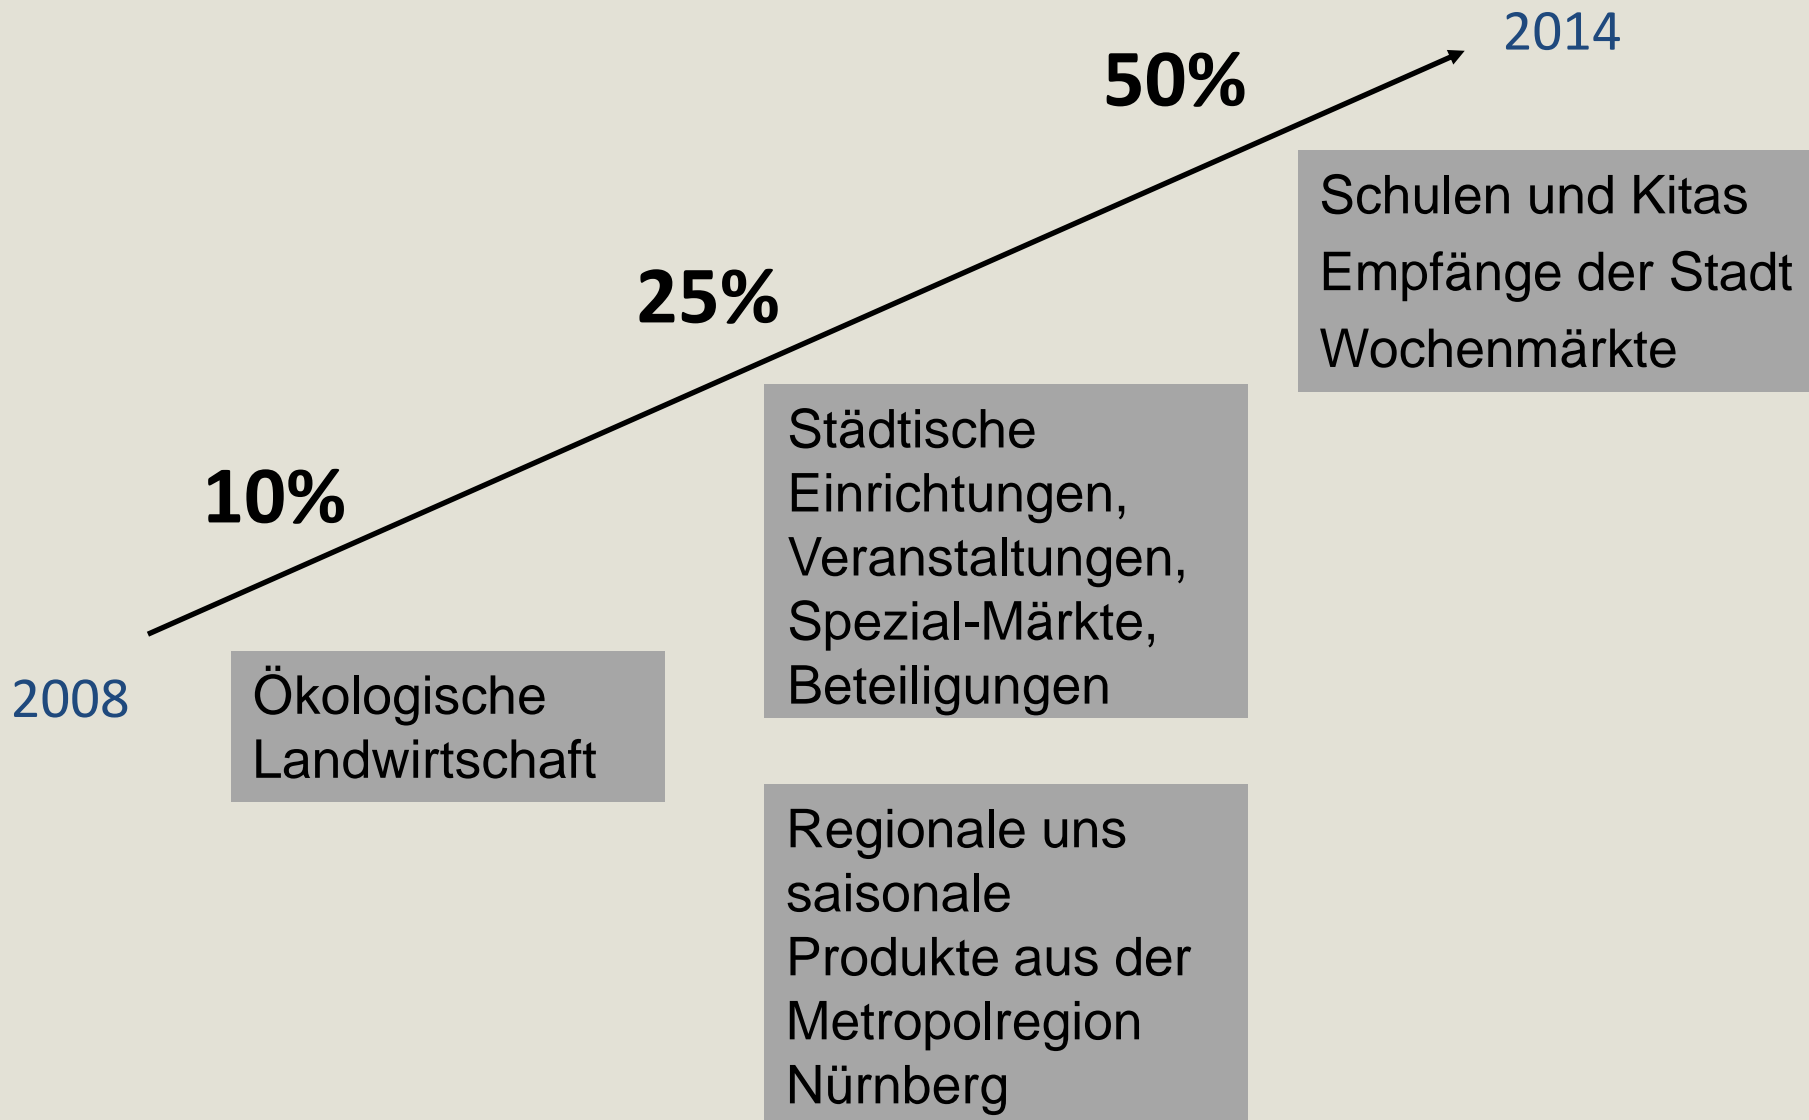 2014
50%
Schulen und Kitas
Empfänge der Stadt
Wochenmärkte
25%
Städtische
Einrichtungen,
Veranstaltungen,
Spezial-Märkte,
Beteiligungen
10%
2008
Ökologische
Landwirtschaft
Regionale uns
saisonale
Produkte aus der
Metropolregion
Nürnberg